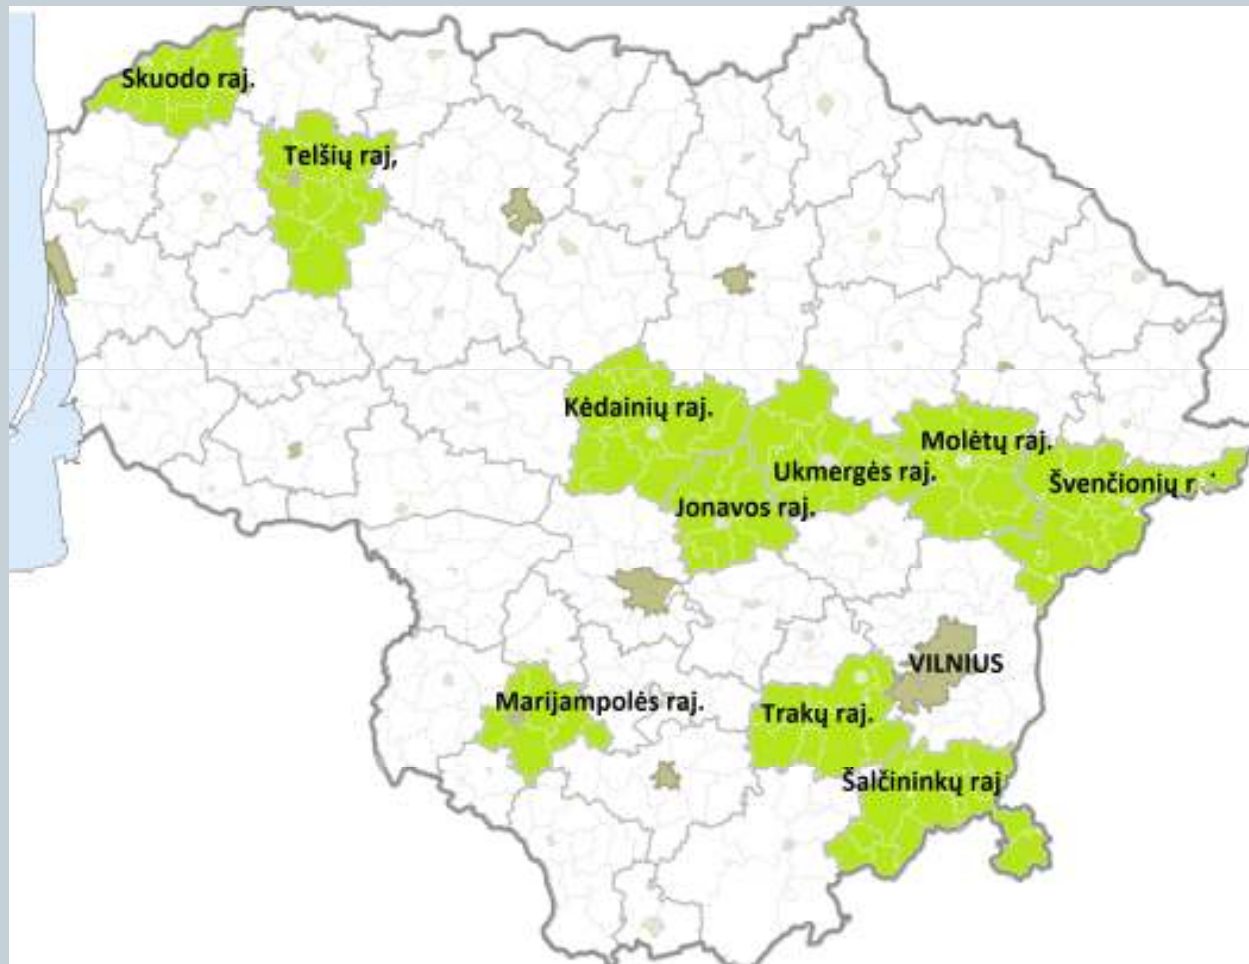 Skuodo raj.
Telšių raj,
Kėdainių raj.
Molėtų raj.
Ukmergės raj.
Švenčionių r
Jonavos raj.
VILNIUS
Marijampolės raj.
Trakų raj.
Šalčininkų raj